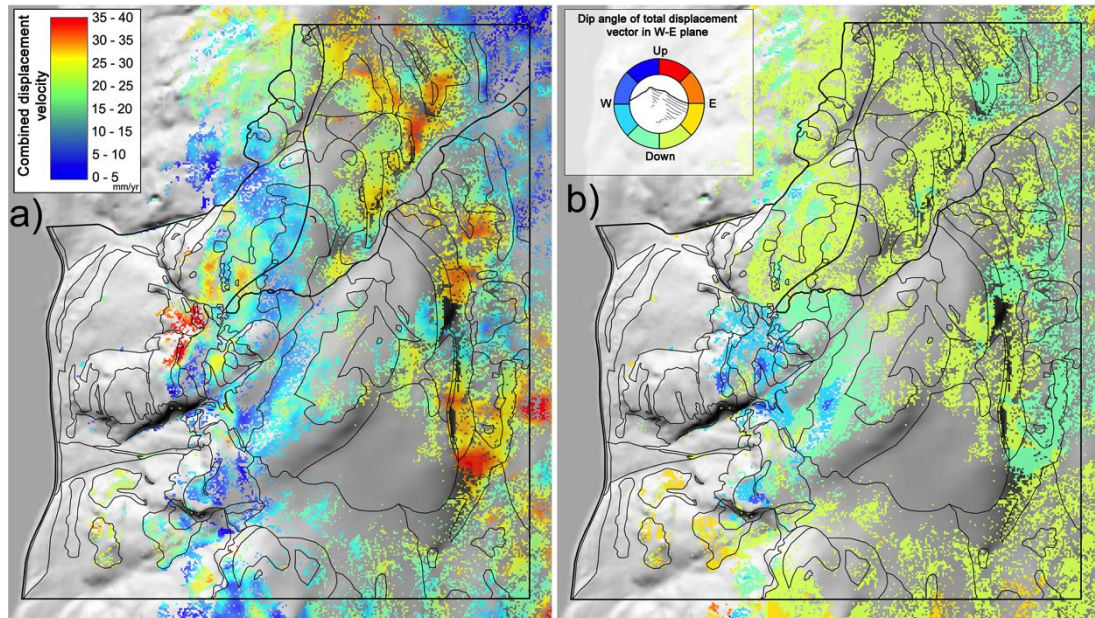 Combined displacement
velocity
35 - 40
30 - 35
25 - 30
20 - 25
15 - 20
10 - 15
5 - 10
0 - 5
mm/yr
a)
Dip angle of total displacement
vector in W-E plane
Up
W
E
Down
b)